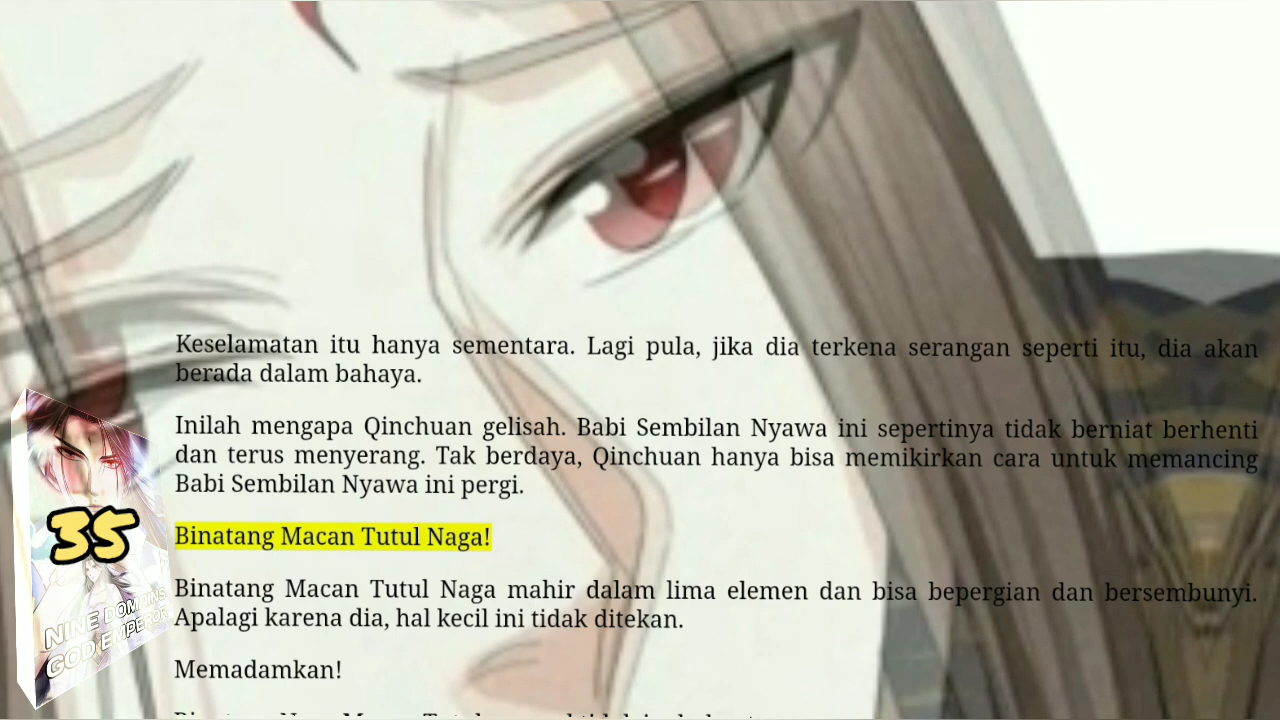 Keselamatan itu hanya sementara. Lagi pula, jika dia terkena serangan seperti itu, dia akan
berada dalam bahaya.
Inilah mengapa Qinchuan gelisah. Babi Sembilan Nyawa ini sepertinya tidak berniat berhenti
dan terus menyerang. Tak berdaya, Qinchuan hanya bisa memikirkan cara untuk memancing
Babi Sembilan Nyawa ini pergi.
Binatang Macan Tutul Naga!
Binatang Macan Tutul Naga mahir dalam lima elemen dan bisa bepergian dan bersembunyi.
Apalagi karena dia, hal kecil ini tidak ditekan.
Memadamkan!
35
NINE DOMAINS
GOD EMPEROR